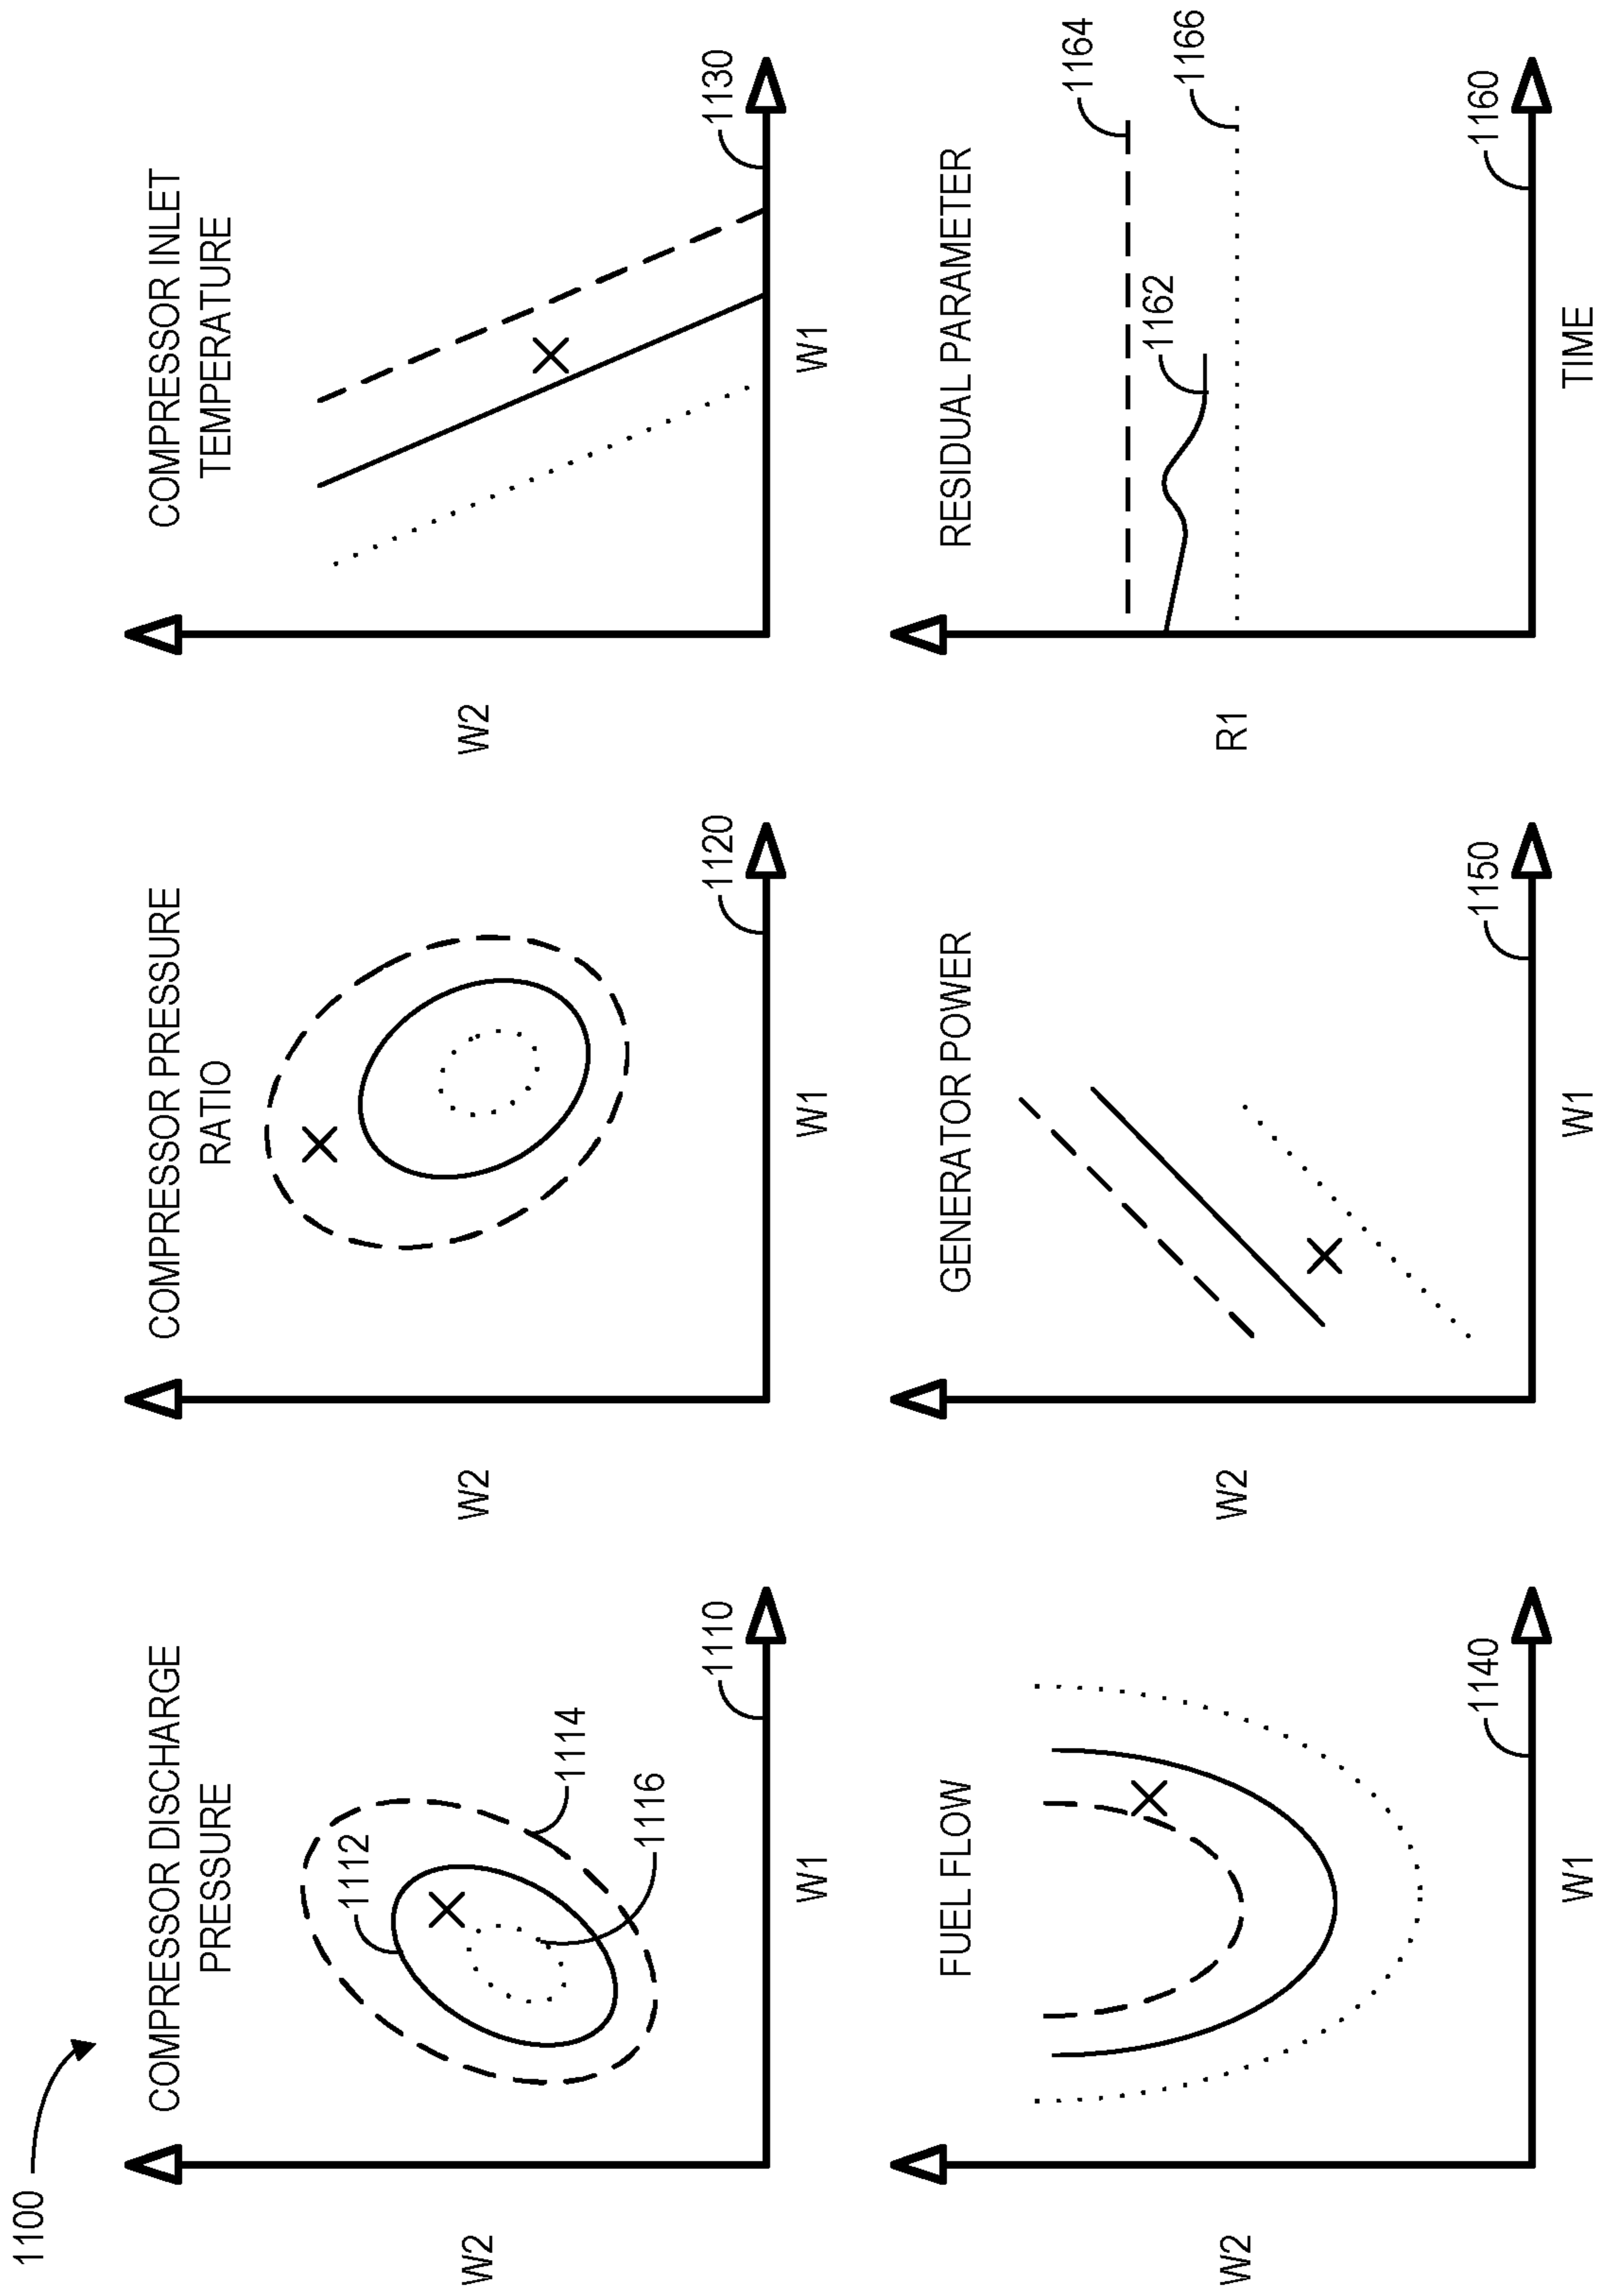 1100
COMPRESSOR DISCHARGE
PRESSURE
1112
1114
1116
W2
1110
W1
COMPRESSOR PRESSURE
RATIO
W2
1120
W1
COMPRESSOR INLET
TEMPERATURE
W2
1130
W1
FUEL FLOW
W2
1140
W1
GENERATOR POWER
W2
1150
W1
RESIDUAL PARAMETER
1164
1162
1166
R1
1160
TIME